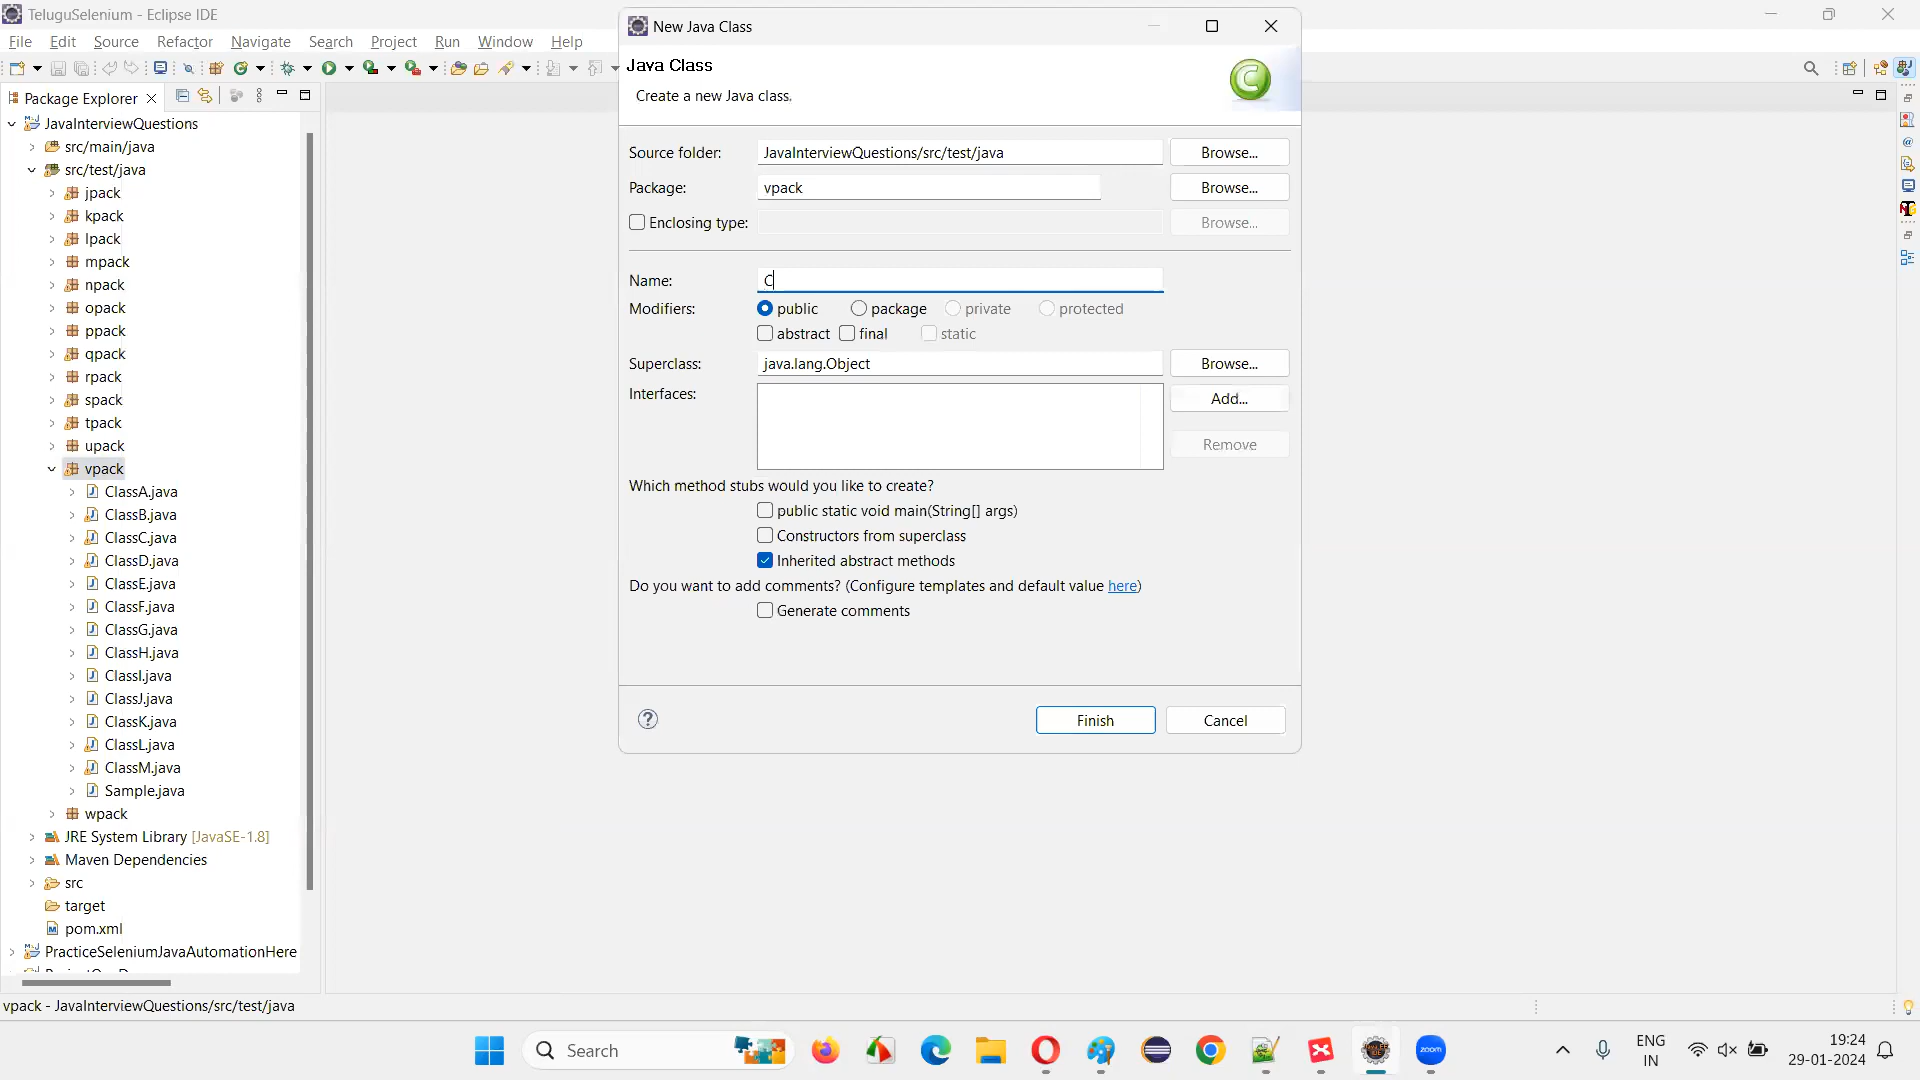 TeluguSelenium - Eclipse IDE
File Edit Source Refactor Navigate Search Project Run Window Help
Package Explorer
JavaInterviewQuestions
src/main/java
src/test/java
jpack
kpack
lpack
mpack
npack
opack
ppack
qpack
rpack
spack
tpack
upack
vpack
ClassA.java
ClassB.java
ClassC.java
ClassD.java
ClassE.java
ClassF.java
ClassG.java
ClassH.java
ClassI.java
ClassJ.java
ClassK.java
ClassL.java
ClassM.java
Sample.java
wpack
JRE System Library [JavaSE-1.8]
Maven Dependencies
src
target
pom.xml
PracticeSeleniumJavaAutomationHere
vpack - JavaInterviewQuestions/src/test/java
New Java Class
Java Class
Create a new Java class.
Source folder: JavaInterviewQuestions/src/test/java Browse...
Package: vpack Browse...
Enclosing type: Browse...
Name: C
Modifiers: public package private protected
abstract final static
Superclass: java.lang.Object Browse...
Interfaces: Add...
Remove
Which method stubs would you like to create?
public static void main(String[] args)
Constructors from superclass
Inherited abstract methods
Do you want to add comments? (Configure templates and default value here)
Generate comments
Finish Cancel
Search
zoom
ENG
IN
19:24
29-01-2024